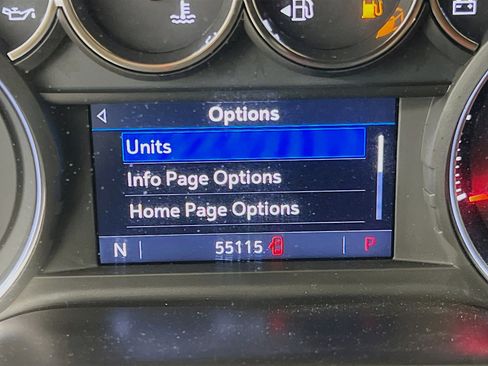 Options
Units
Info Page Options
Home Page Options
N 55115 P